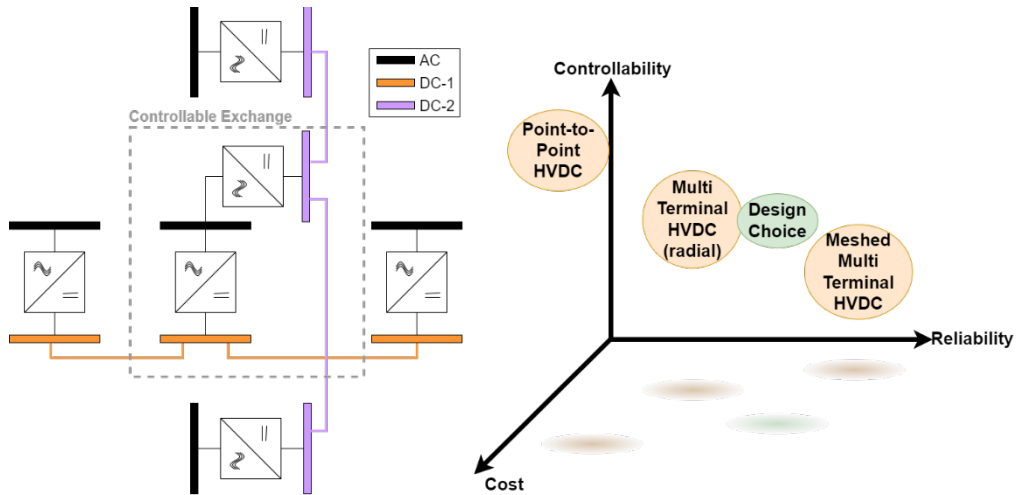 AC
DC-1
DC-2
Controllable Exchange
Controllability
Point-to-
Point
HVDC
Multi
Terminal
HVDC
(radial)
Design
Choice
Meshed
Multi
Terminal
HVDC
Reliability
Cost